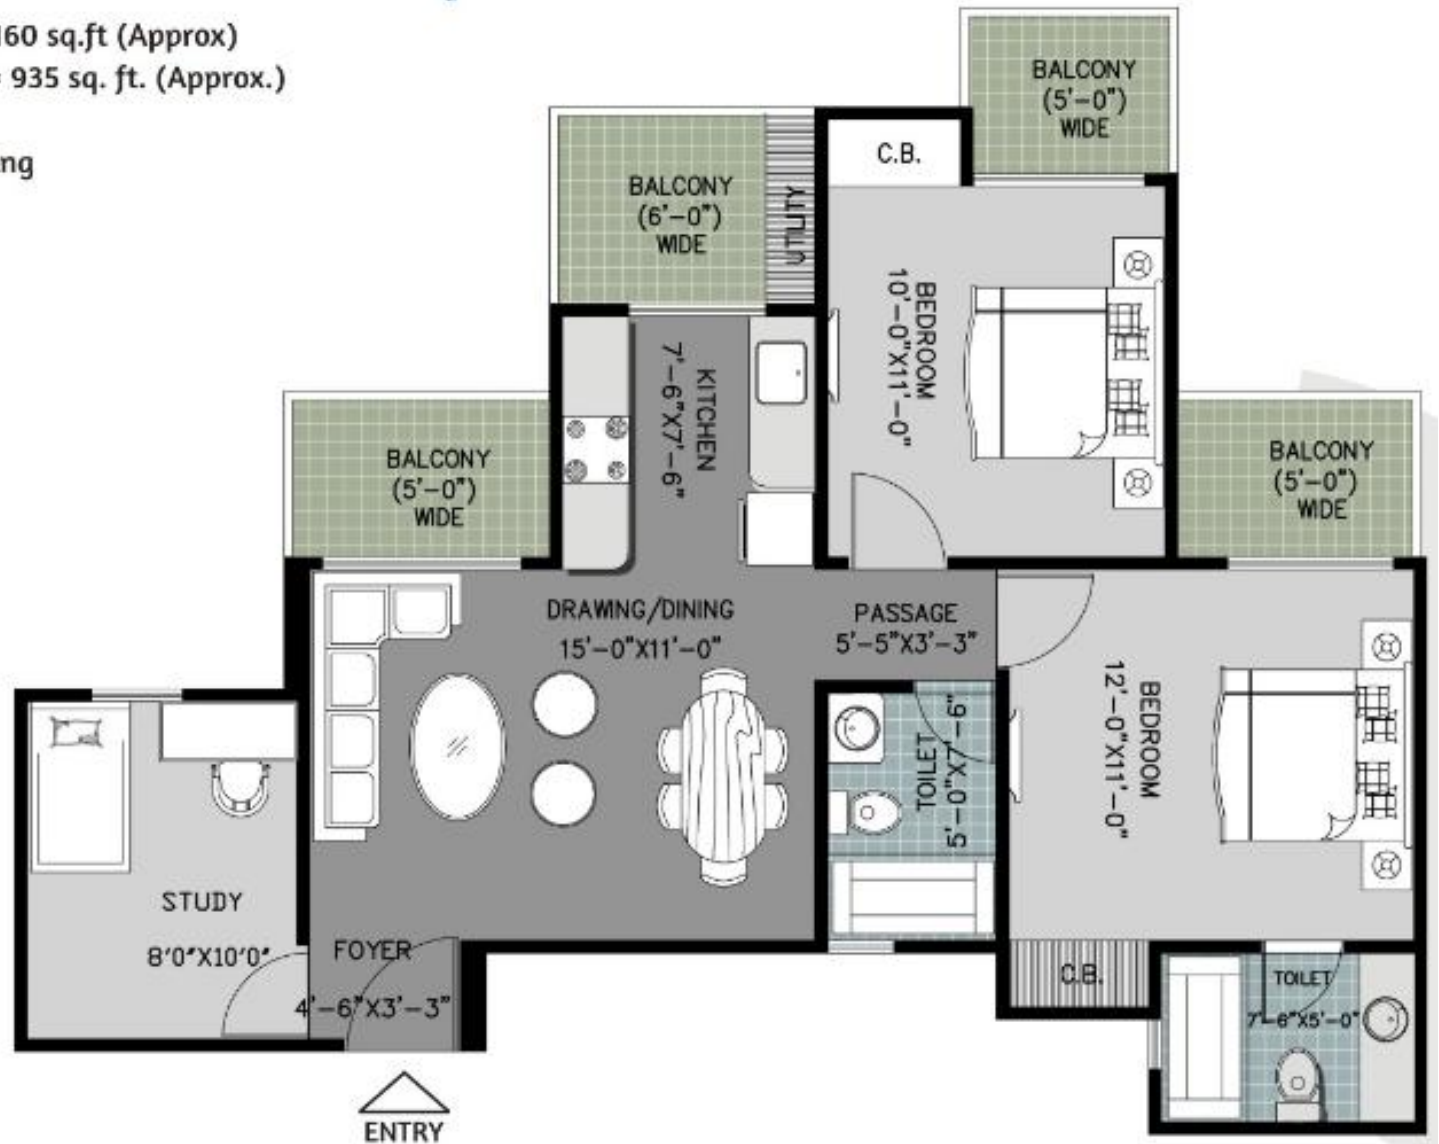 160 sq.ft (Approx)
935 sq. ft. (Approx.)
ng
BALCONY
(5'-0")
WIDE
C.B.
BALCONY
(6'-0")
WIDE
UTILITY
BEDROOM
10'-0"X11'-0"
KITCHEN
7'-6"X7'-6"
BALCONY
(5'-0")
WIDE
BALCONY
(5'-0")
WIDE
DRAWING/DINING
15'-0"X11'-0"
PASSAGE
5'-5"X3'-3"
TOILET
5'-0"X7'-6"
BEDROOM
12'-0"X11'-0"
STUDY
8'0"X10'0"
FOYER
4'-6"X3'-3"
C.B.
TOILET
7'-6"X5'-0"
ENTRY